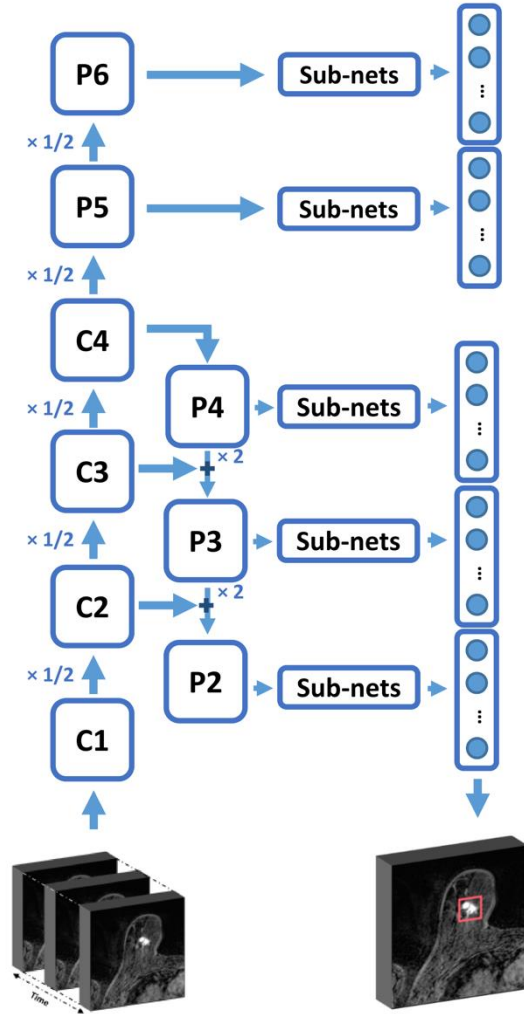 P6
Sub-nets
...
× 1/2
P5
Sub-nets
...
× 1/2
C4
× 1/2
P4
Sub-nets
...
× 2
C3
× 1/2
P3
Sub-nets
...
× 2
C2
× 1/2
P2
Sub-nets
...
C1
Time